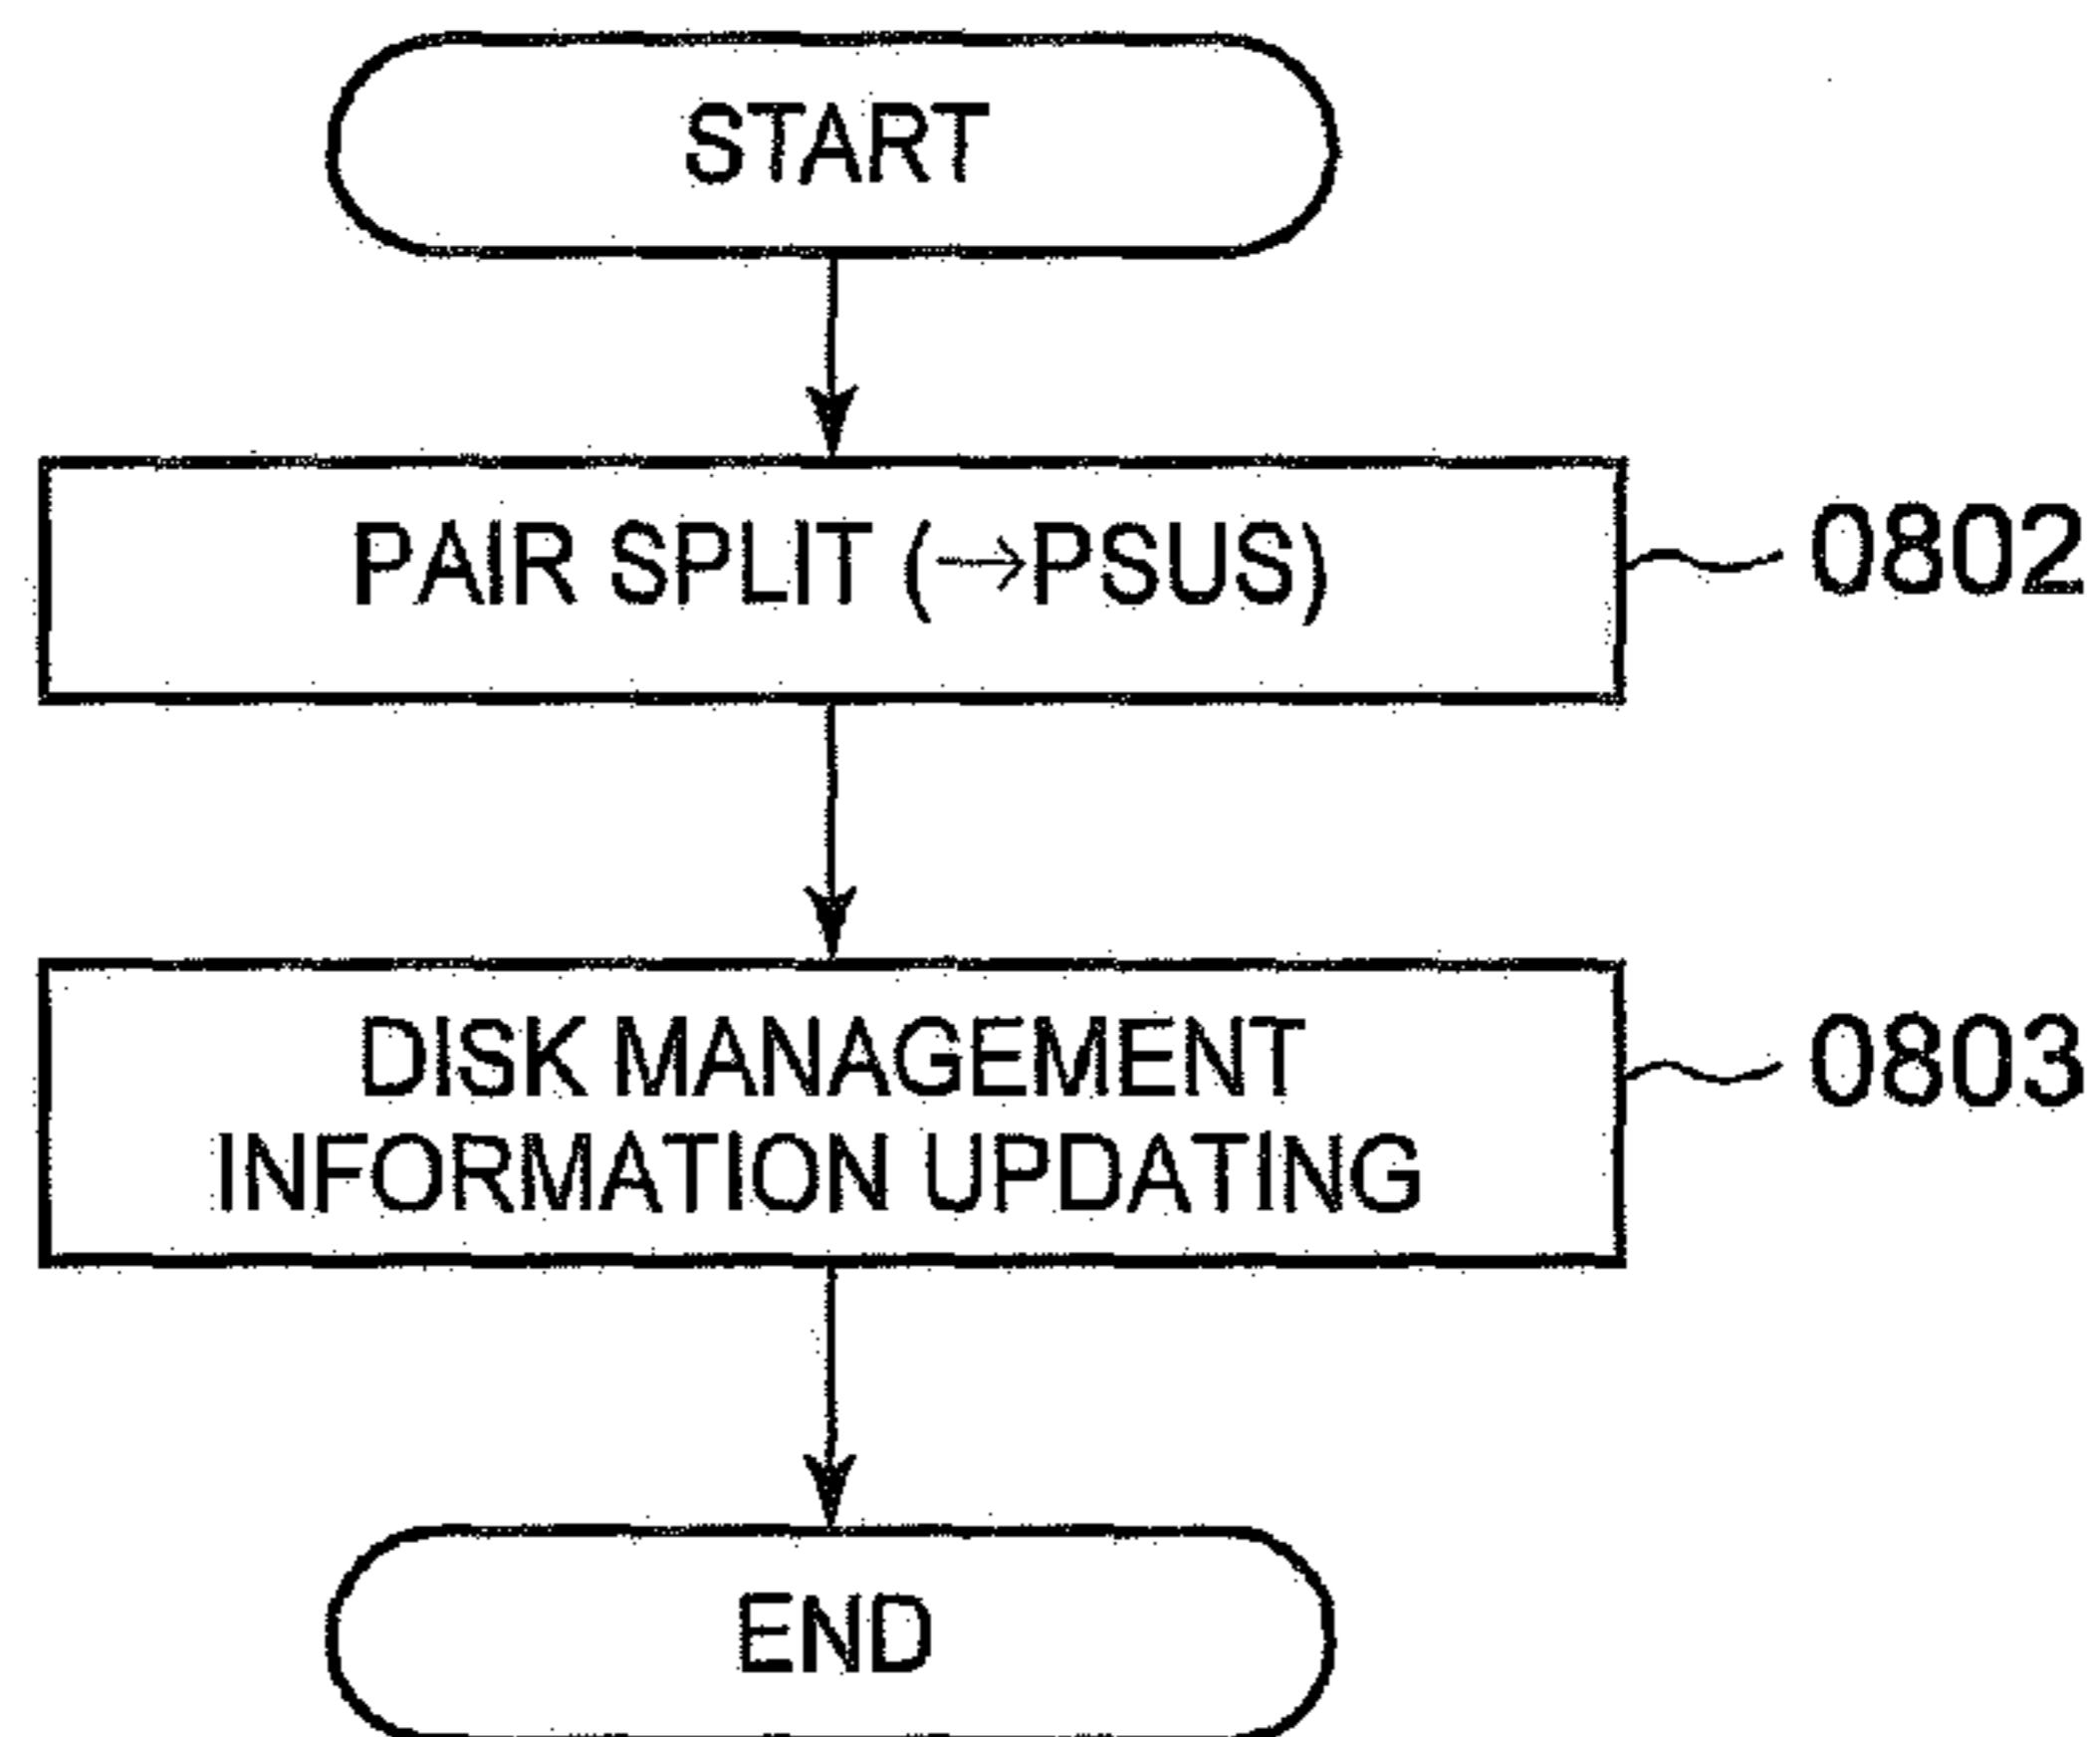 START
PAIR SPLIT (→PSUS)
0802
DISK MANAGEMENT
INFORMATION UPDATING
0803
END